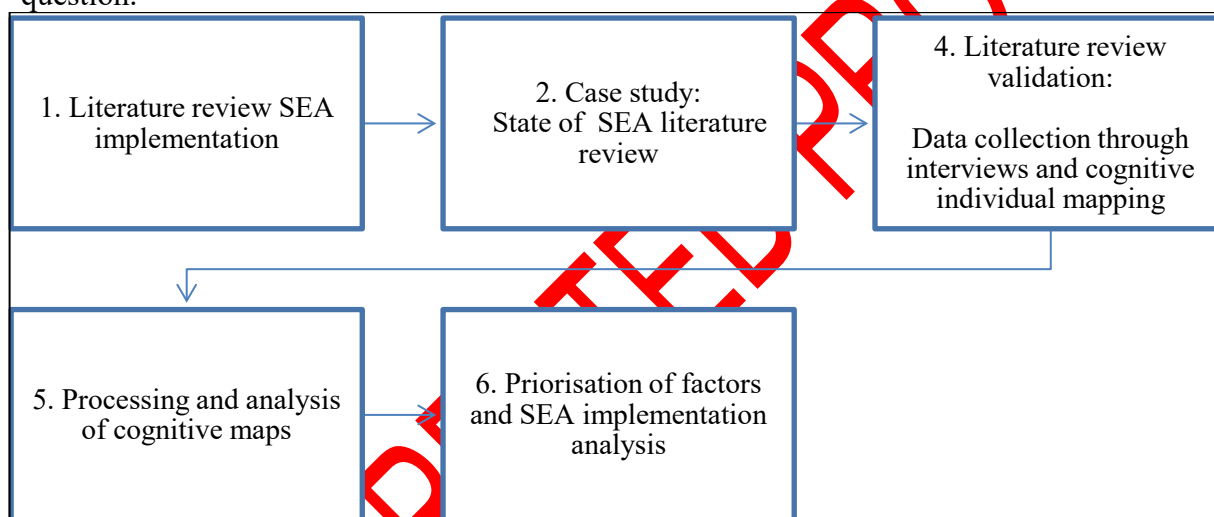 question.
1. Literature review SEA
implementation
2. Case study:
State of SEA literature
review
4. Literature review
validation:
Data collection through
interviews and cognitive
individual mapping
5. Processing and analysis
of cognitive maps
6. Priorisation of factors
and SEA implementation
analysis